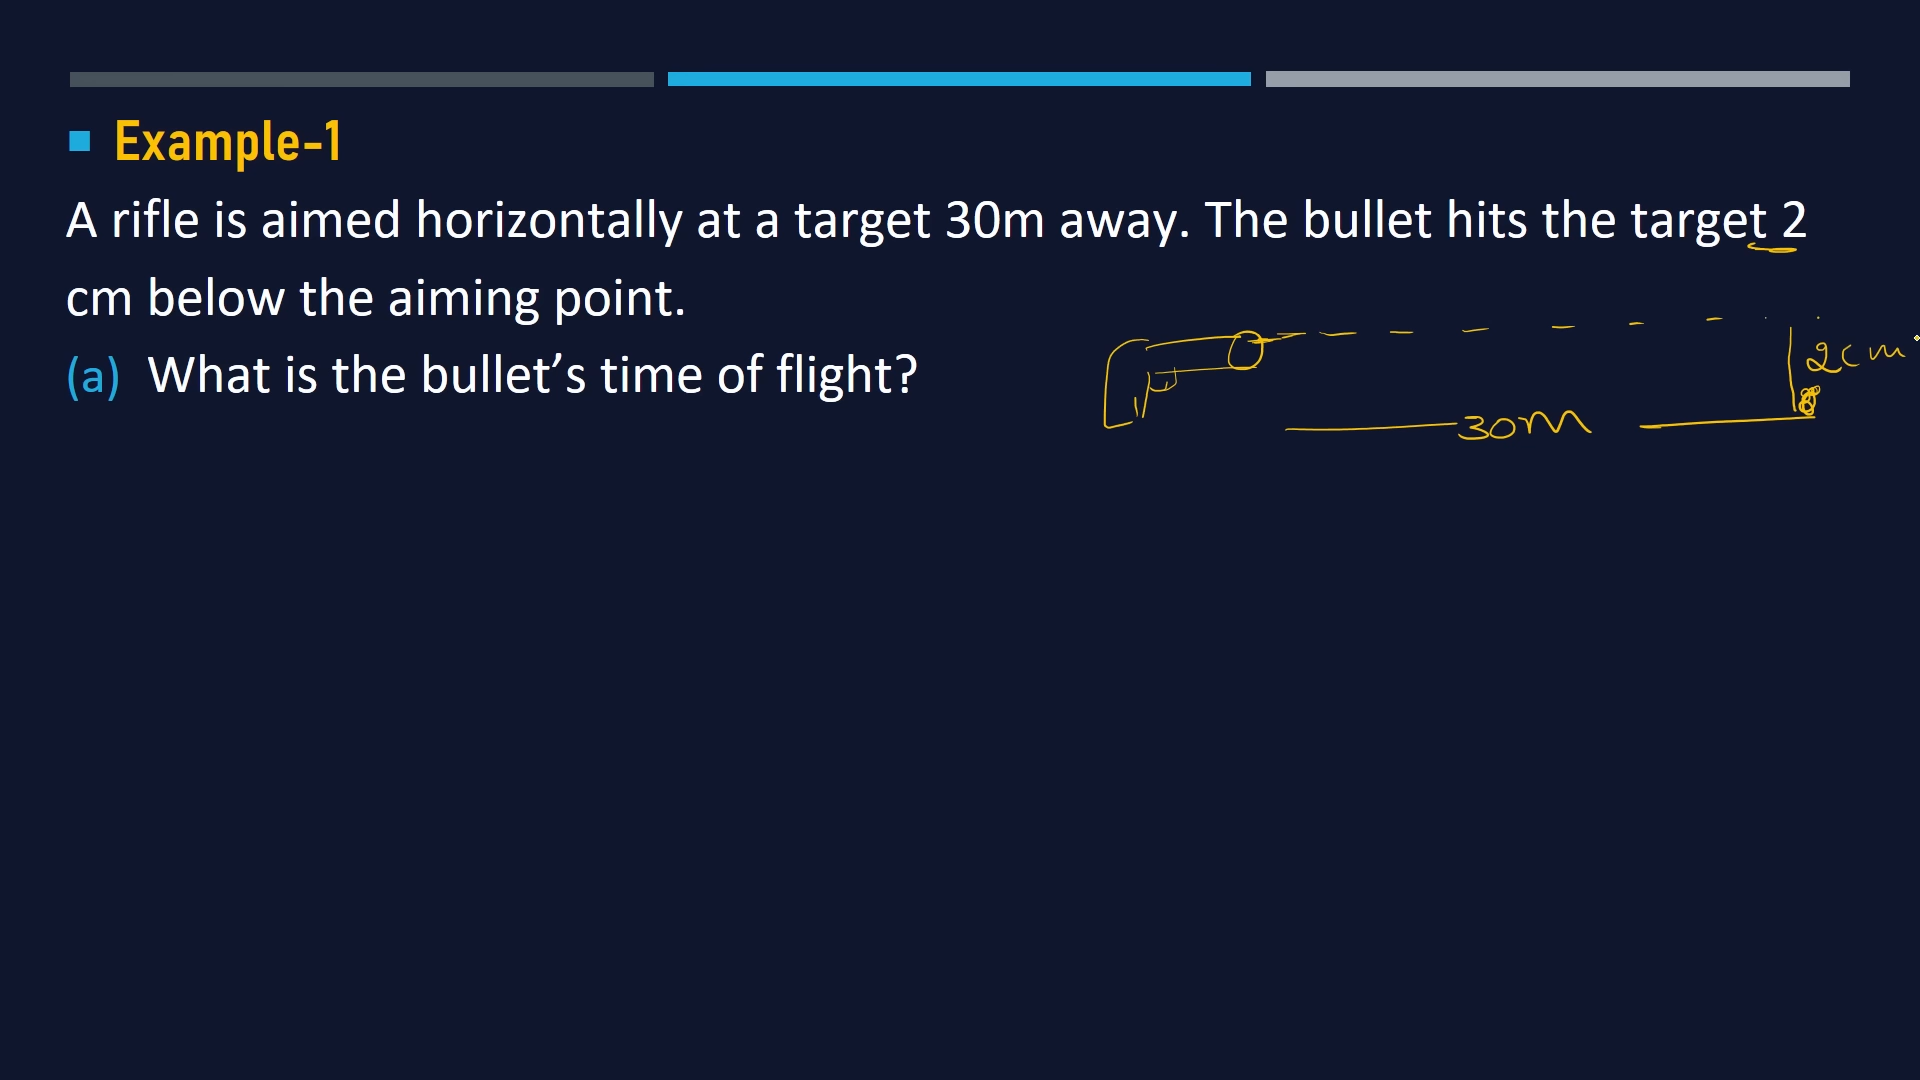 Example-1
A rifle is aimed horizontally at a target 30m away. The bullet hits the target 2
cm below the aiming point.
2cm
(a) What is the bullet’s time of flight?
30m